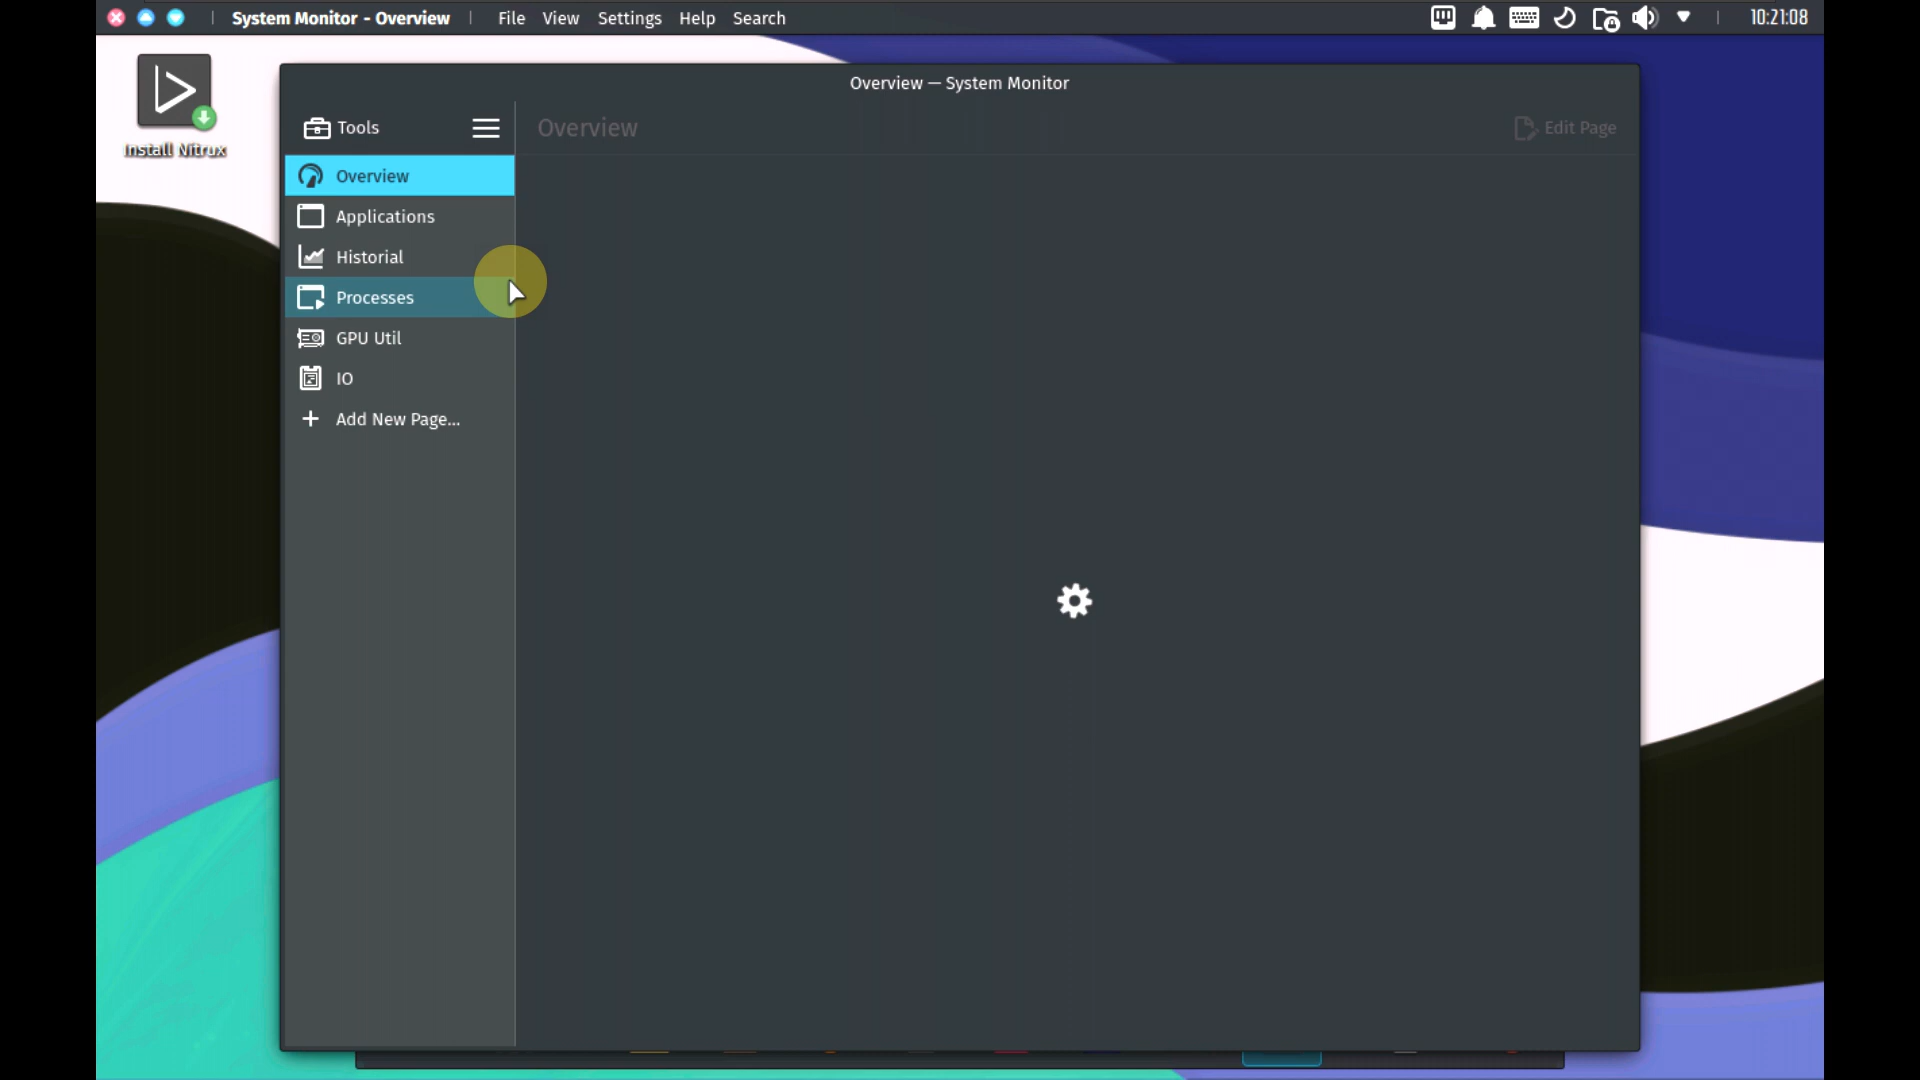 System Monitor - Overview | File View Settings Help Search
10:21:08
Install Nitrux
Overview — System Monitor
Tools
Overview
Edit Page
Overview
Applications
Historial
Processes
GPU Util
IO
Add New Page...